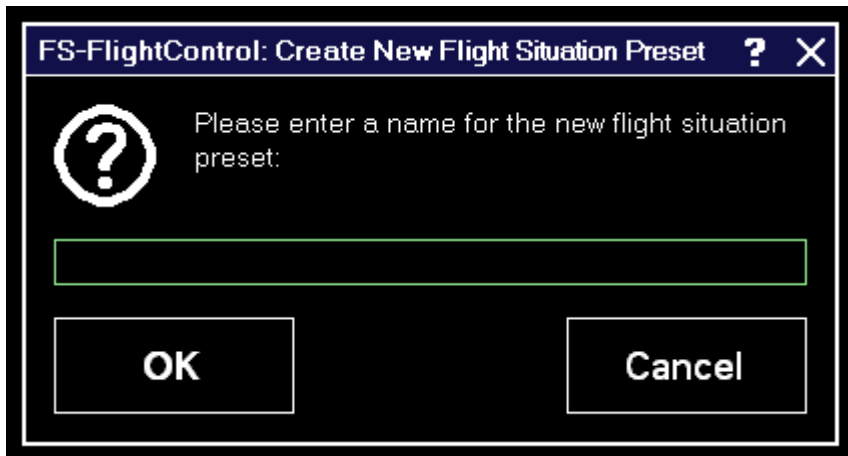 FS-FlightControl: Create New Flight Situation Preset ? X
Please enter a name for the new flight situation
preset:
OK
Cancel